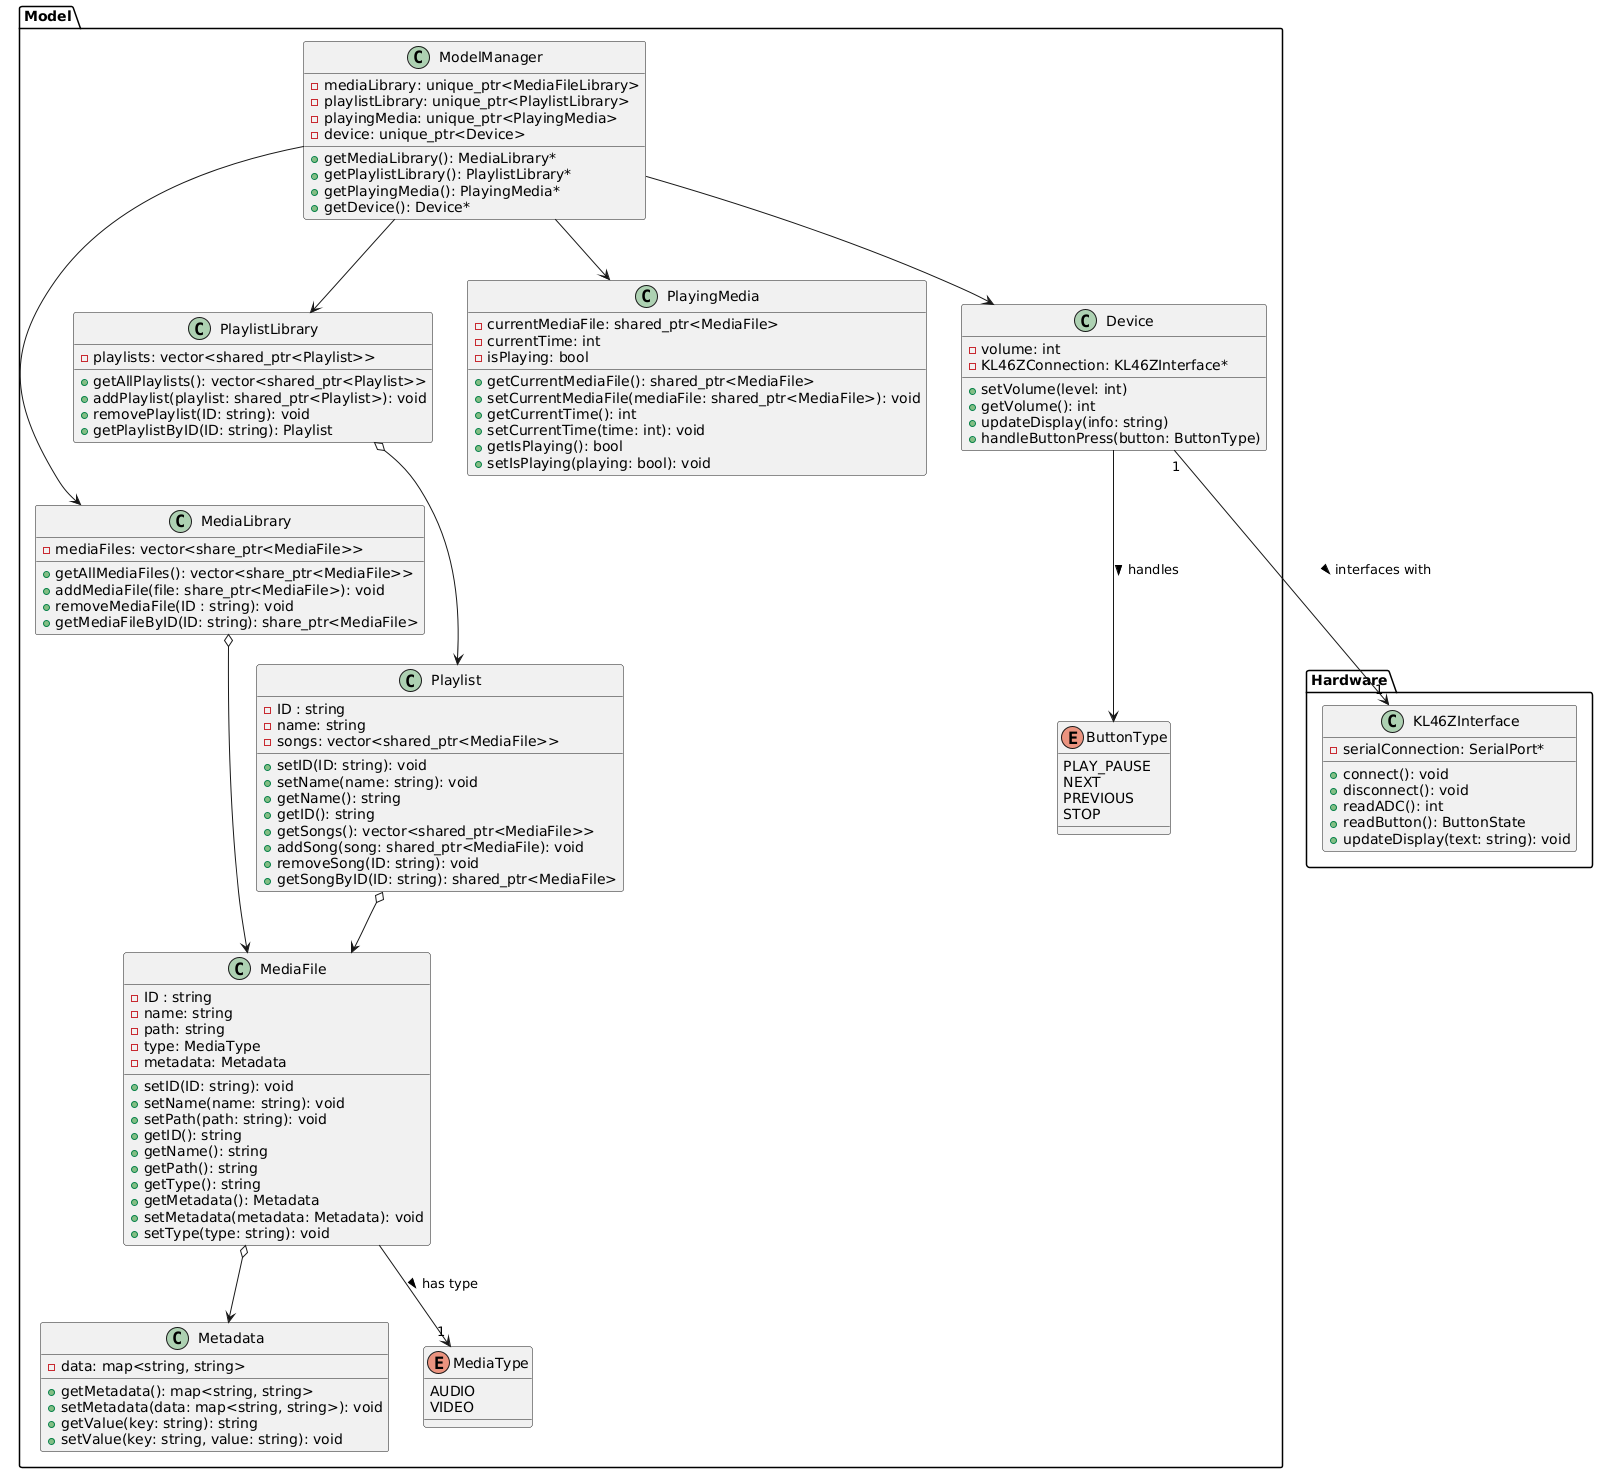 Model
C ModelManager
mediaLibrary: unique_ptr<MediaFileLibrary>
playlistLibrary: unique_ptr<PlaylistLibrary>
playingMedia: unique_ptr<PlayingMedia>
device: unique_ptr<Device>
getMediaLibrary(): MediaLibrary*
getPlaylistLibrary(): PlaylistLibrary*
getPlayingMedia(): PlayingMedia*
getDevice(): Device*
C PlaylistLibrary
playlists: vector<shared_ptr<Playlist>>
getAllPlaylists(): vector<shared_ptr<Playlist>>
addPlaylist(playlist: shared_ptr<Playlist>): void
removePlaylist(ID: string): void
getPlaylistByID(ID: string): Playlist
C PlayingMedia
currentMediaFile: shared_ptr<MediaFile>
currentTime: int
isPlaying: bool
getCurrentMediaFile(): shared_ptr<MediaFile>
setCurrentMediaFile(mediaFile: shared_ptr<MediaFile>): void
getCurrentTime(): int
setCurrentTime(time: int): void
getIsPlaying(): bool
setIsPlaying(playing: bool): void
C Device
volume: int
KL46ZConnection: KL46ZInterface*
setVolume(level: int)
getVolume(): int
updateDisplay(info: string)
handleButtonPress(button: ButtonType)
1
C MediaLibrary
mediaFiles: vector<share_ptr<MediaFile>>
getAllMediaFiles(): vector<share_ptr<MediaFile>>
addMediaFile(file: share_ptr<MediaFile>): void
removeMediaFile(ID : string): void
getMediaFileByID(ID: string): share_ptr<MediaFile>
handles
interfaces with
C Playlist
ID : string
name: string
songs: vector<shared_ptr<MediaFile>>
setID(ID: string): void
setName(name: string): void
getName(): string
getID(): string
getSongs(): vector<shared_ptr<MediaFile>>
addSong(song: shared_ptr<MediaFile): void
removeSong(ID: string): void
getSongByID(ID: string): shared_ptr<MediaFile>
E ButtonType
PLAY_PAUSE
NEXT
PREVIOUS
STOP
Hardware
1
C KL46ZInterface
serialConnection: SerialPort*
connect(): void
disconnect(): void
readADC(): int
readButton(): ButtonState
updateDisplay(text: string): void
C MediaFile
ID : string
name: string
path: string
type: MediaType
metadata: Metadata
setID(ID: string): void
setName(name: string): void
setPath(path: string): void
getID(): string
getName(): string
getPath(): string
getType(): string
getMetadata(): Metadata
setMetadata(metadata: Metadata): void
setType(type: string): void
has type
1
C Metadata
data: map<string, string>
getMetadata(): map<string, string>
setMetadata(data: map<string, string>): void
getValue(key: string): string
setValue(key: string, value: string): void
E MediaType
AUDIO
VIDEO